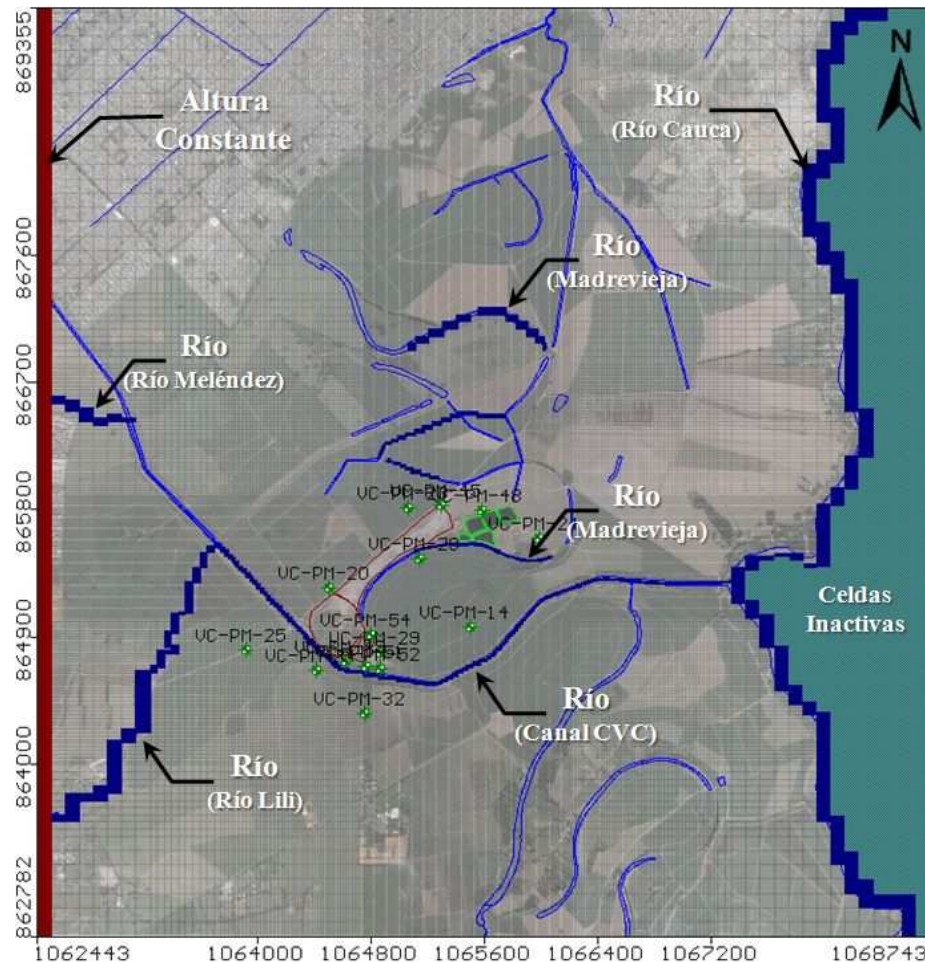 869355
867600
866700
865800
864900
864000
862782
Altura
Constante
Río
(Río Cauca)
N
Río
(Madrevieja)
Río
(Río Meléndez)
Río
(Madrevieja)
VC-PM-48
VC-PM-20
VC-PM-54
VC-PM-14
VC-PM-25
VC-PM-29
VC-PM-32
Celdas
Inactivas
Río
(Canal CVC)
Río
(Río Lili)
1062443
1064000
1064800
1065600
1066400
1067200
1068743